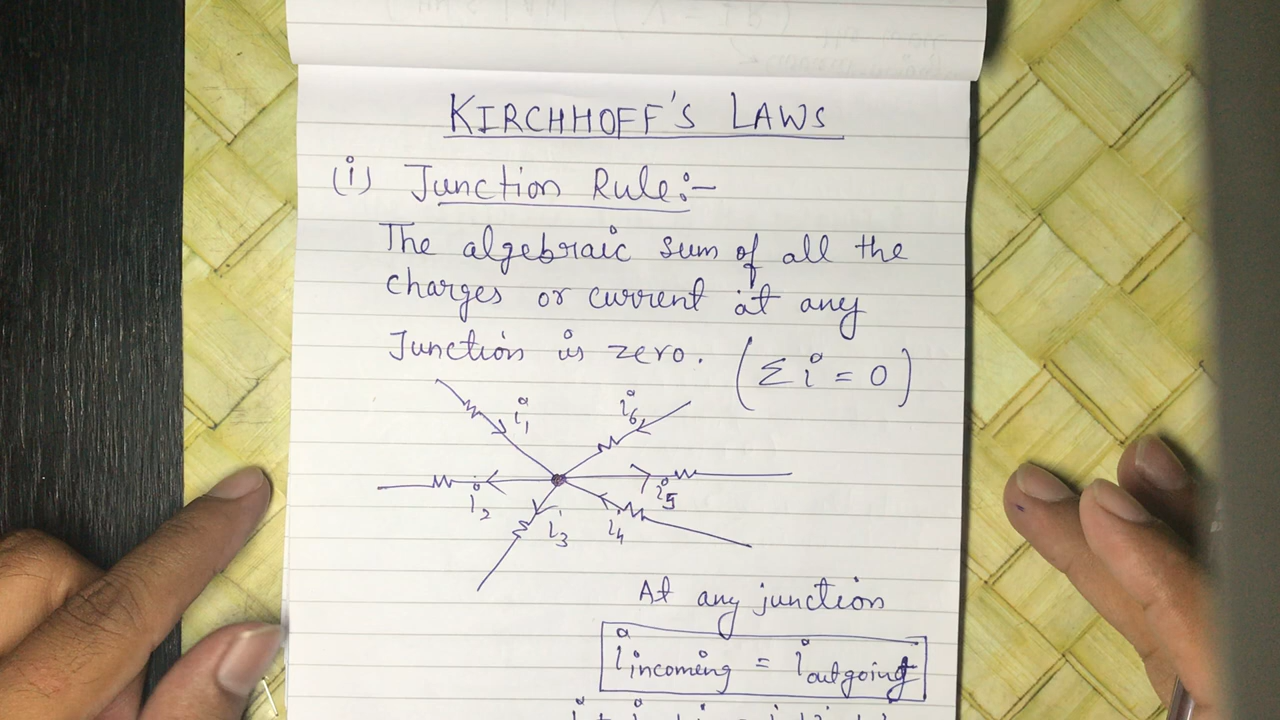 KIRCHHOFF'S LAWS
(i) Junction Rule:-
The algebraic sum of all the
charges or current at any
Junction is zero. (Σ i = 0)
i₁ i₆
i₂ i₅
i₃ i₄
At any junction
i incoming = i outgoing